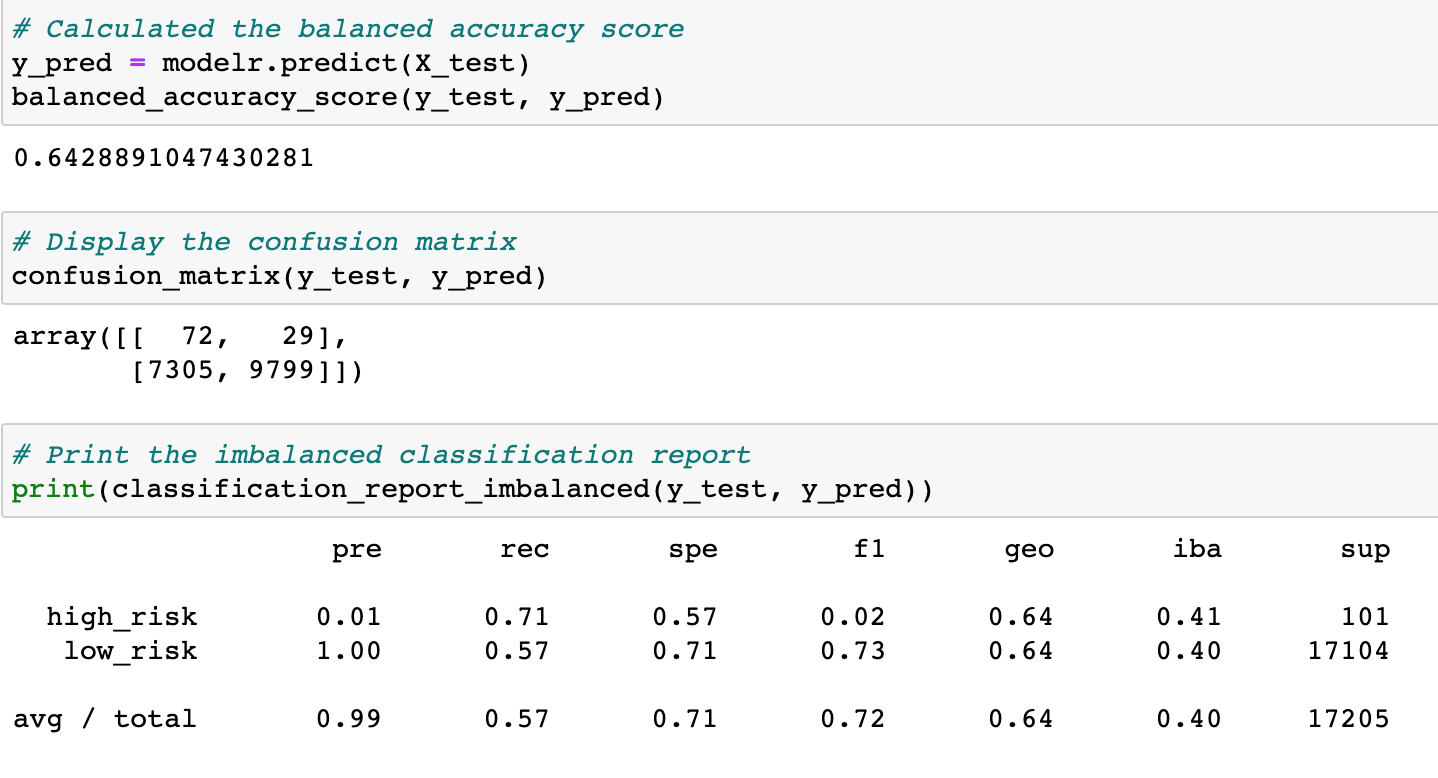 # Calculated the balanced accuracy score
y_pred = modelr.predict(X_test)
balanced_accuracy_score(y_test, y_pred)
0.6428891047430281
# Display the confusion matrix
confusion_matrix(y_test, y_pred)
array([[  72,   29],
       [7305, 9799]])
# Print the imbalanced classification report
print(classification_report_imbalanced(y_test, y_pred))
                   pre       rec       spe        f1       geo       iba       sup
  high_risk       0.01      0.71      0.57      0.02      0.64      0.41       101
   low_risk       1.00      0.57      0.71      0.73      0.64      0.40     17104
avg / total       0.99      0.57      0.71      0.72      0.64      0.40     17205